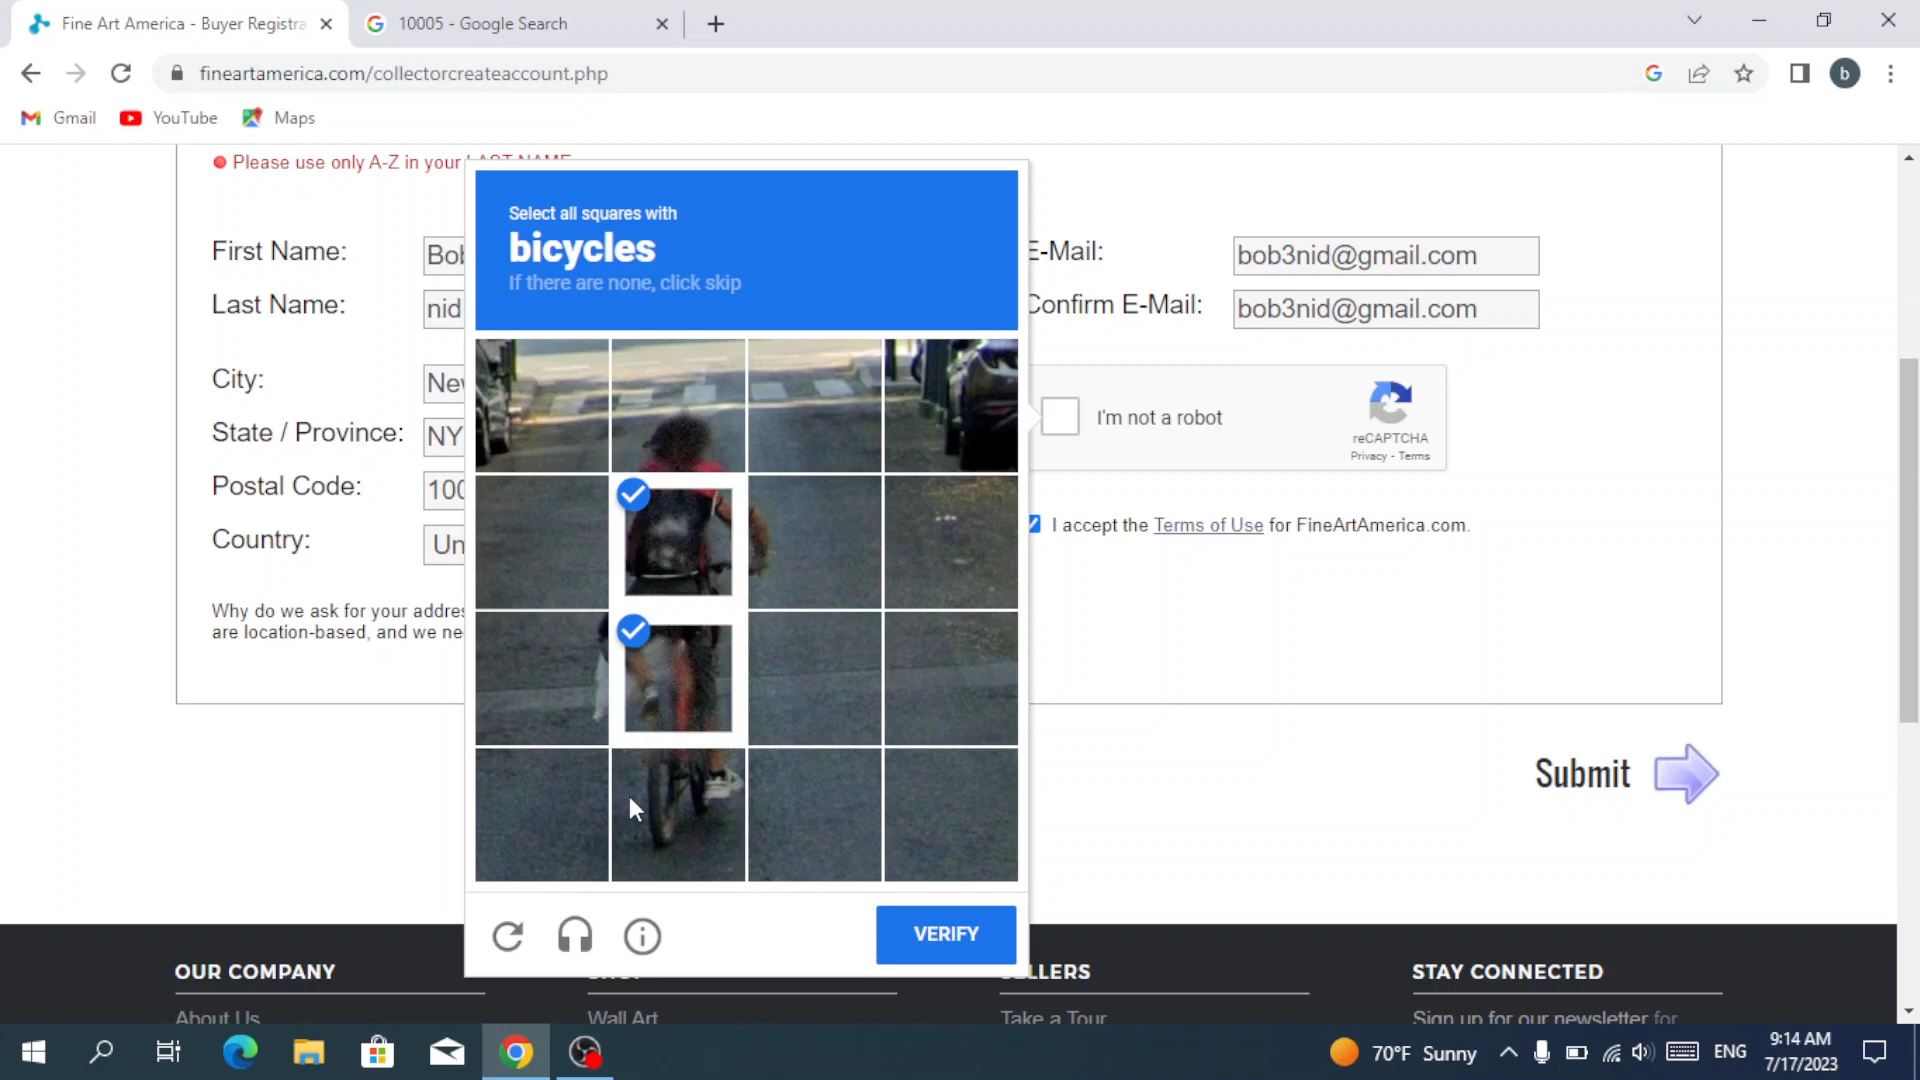 Fine Art America - Buyer Registra
10005 - Google Search
fineartamerica.com/collectorcreateaccount.php
b
Gmail
YouTube
Maps
Please use only A-Z in your LAST NAME
Select all squares with
bicycles
If there are none, click skip
First Name:
Bob
Last Name:
nid
City:
New
State / Province:
NY
Postal Code:
100
Country:
Un
Why do we ask for your addres
are location-based, and we ne
E-Mail:
bob3nid@gmail.com
Confirm E-Mail:
bob3nid@gmail.com
I'm not a robot
reCAPTCHA
Privacy - Terms
I accept the Terms of Use for FineArtAmerica.com.
Submit
VERIFY
OUR COMPANY
SELLERS
STAY CONNECTED
About Us
Wall Art
Take a Tour
Sign up for our newsletter for
70°F Sunny
ENG
9:14 AM
7/17/2023